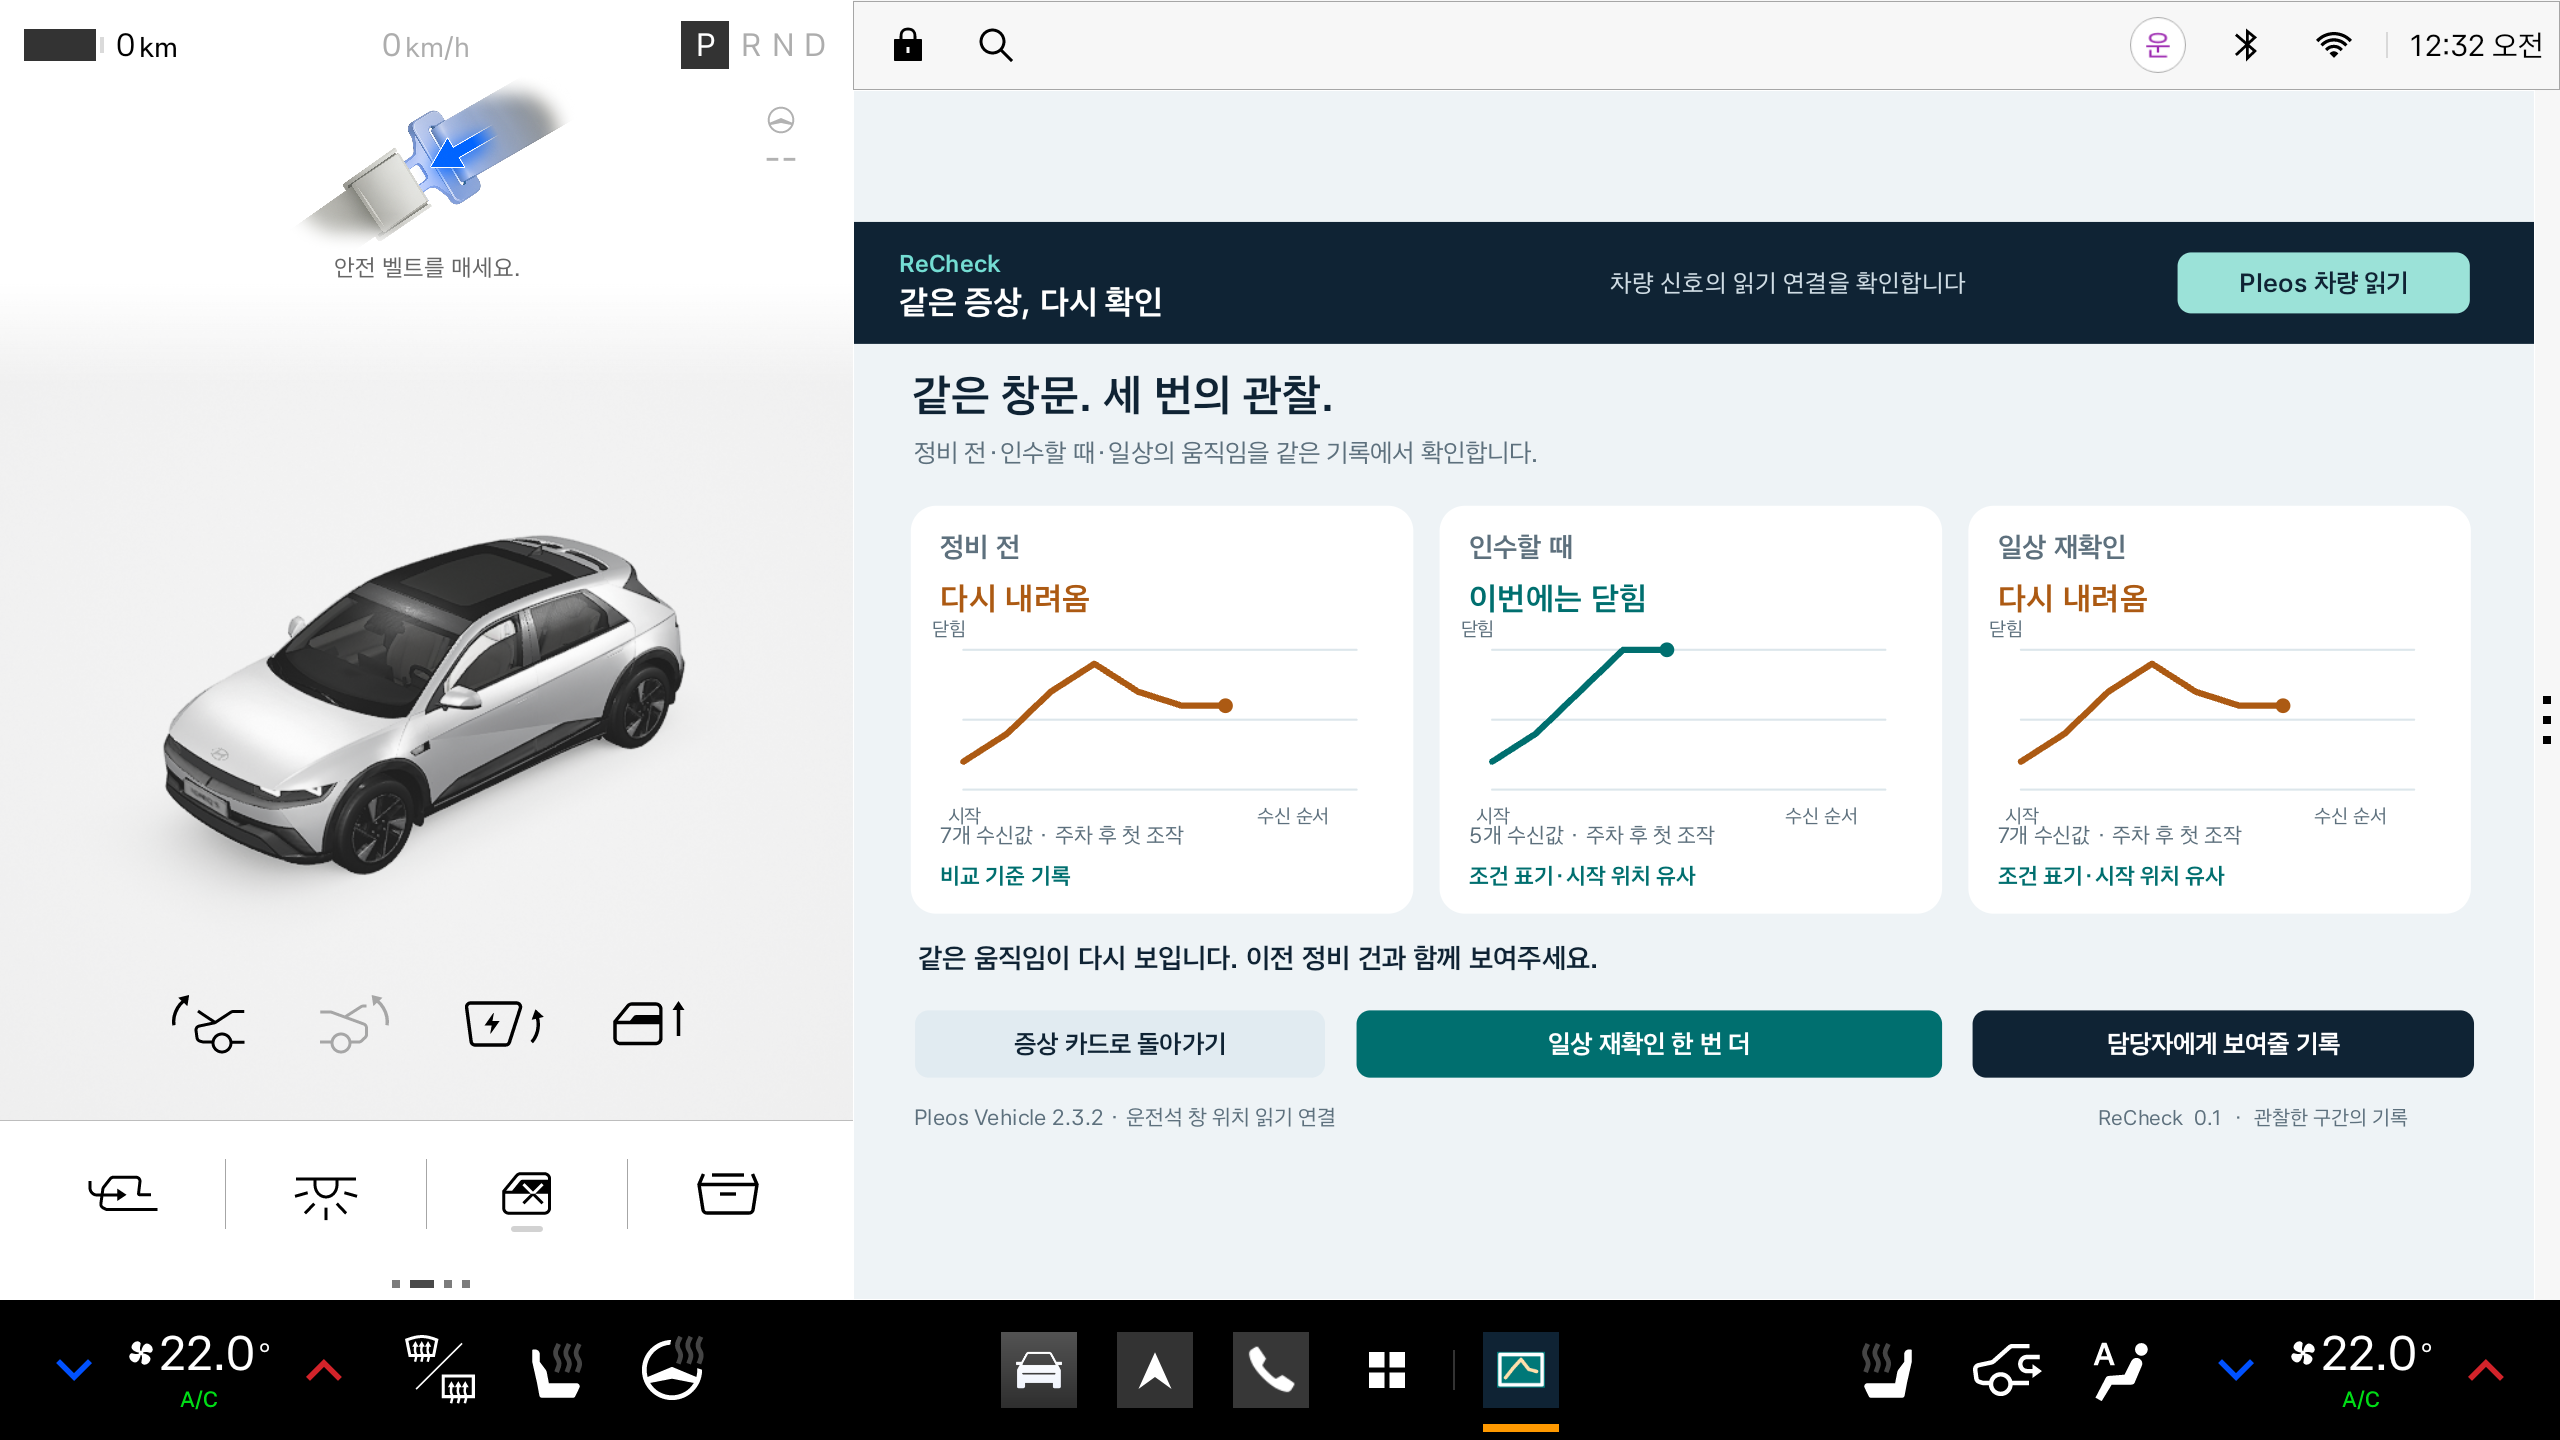 0 km
0 km/h
P R N D
운
12:32 오전
안전 벨트를 매세요.
--
ReCheck
같은 증상, 다시 확인
차량 신호의 읽기 연결을 확인합니다
Pleos 차량 읽기
같은 창문. 세 번의 관찰.
정비 전·인수할 때·일상의 움직임을 같은 기록에서 확인합니다.
정비 전
다시 내려옴
닫힘
시작
수신 순서
7개 수신값 · 주차 후 첫 조작
비교 기준 기록
인수할 때
이번에는 닫힘
닫힘
시작
수신 순서
5개 수신값 · 주차 후 첫 조작
조건 표기·시작 위치 유사
일상 재확인
다시 내려옴
닫힘
시작
수신 순서
7개 수신값 · 주차 후 첫 조작
조건 표기·시작 위치 유사
같은 움직임이 다시 보입니다. 이전 정비 건과 함께 보여주세요.
증상 카드로 돌아가기
일상 재확인 한 번 더
담당자에게 보여줄 기록
Pleos Vehicle 2.3.2 · 운전석 창 위치 읽기 연결
ReCheck 0.1 · 관찰한 구간의 기록
22.0°
A/C
A
22.0°
A/C